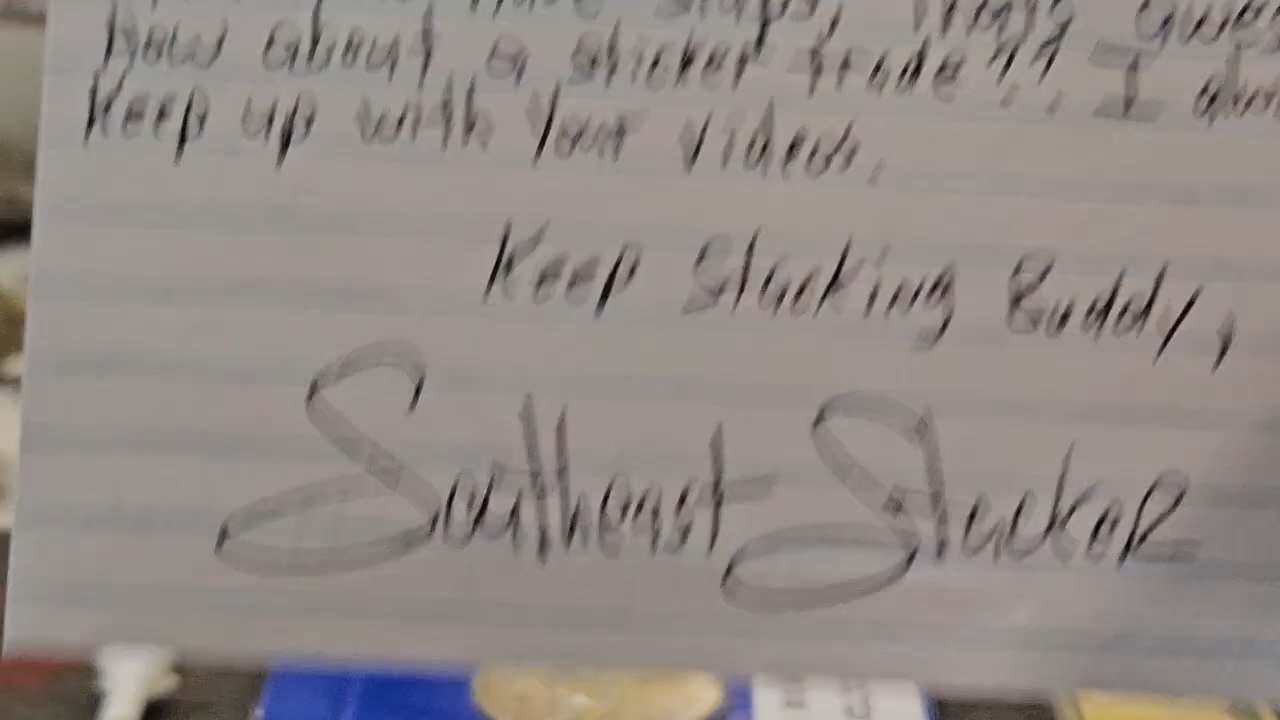 How about a sticker trade?? I
Keep up with Your videos.
Keep Stacking Buddy,
Southeast Stacker